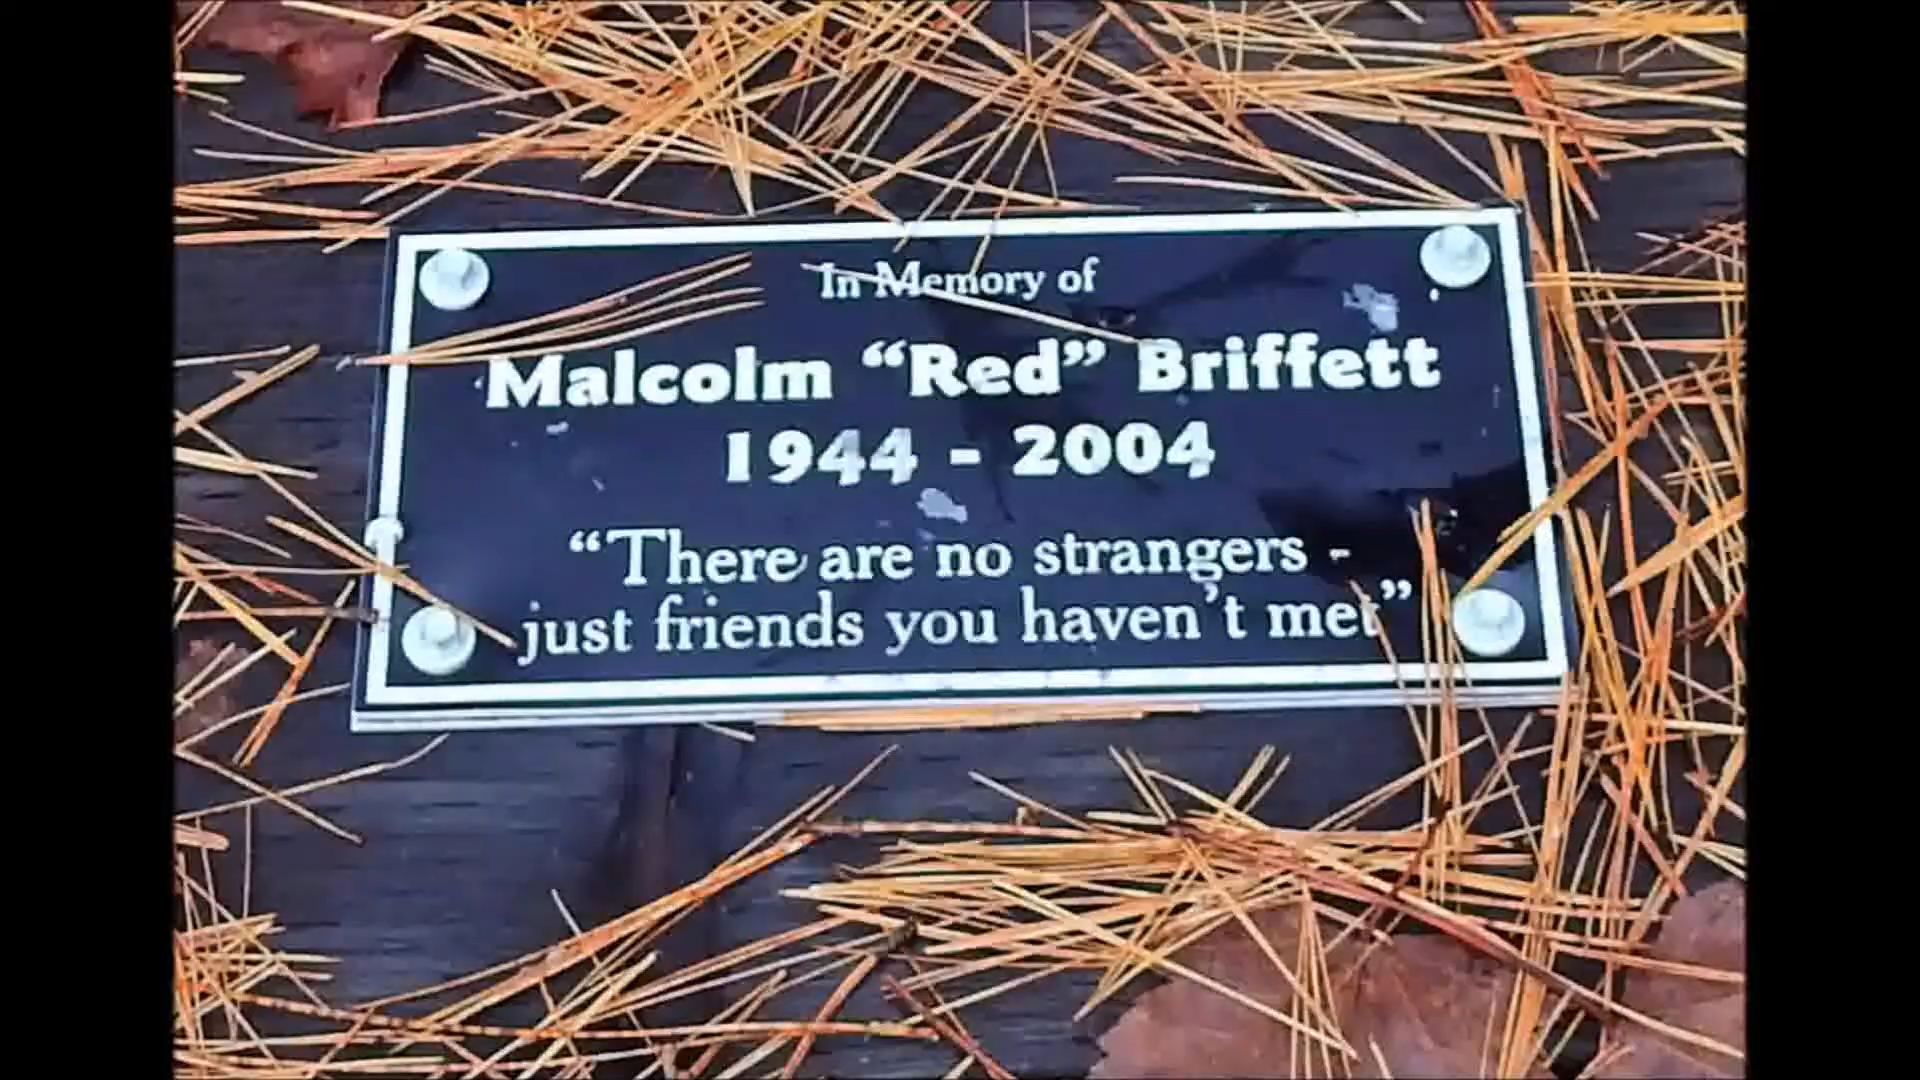 In Memory of
Malcolm “Red” Briffett
1944 - 2004
“There are no strangers -
just friends you haven't met”